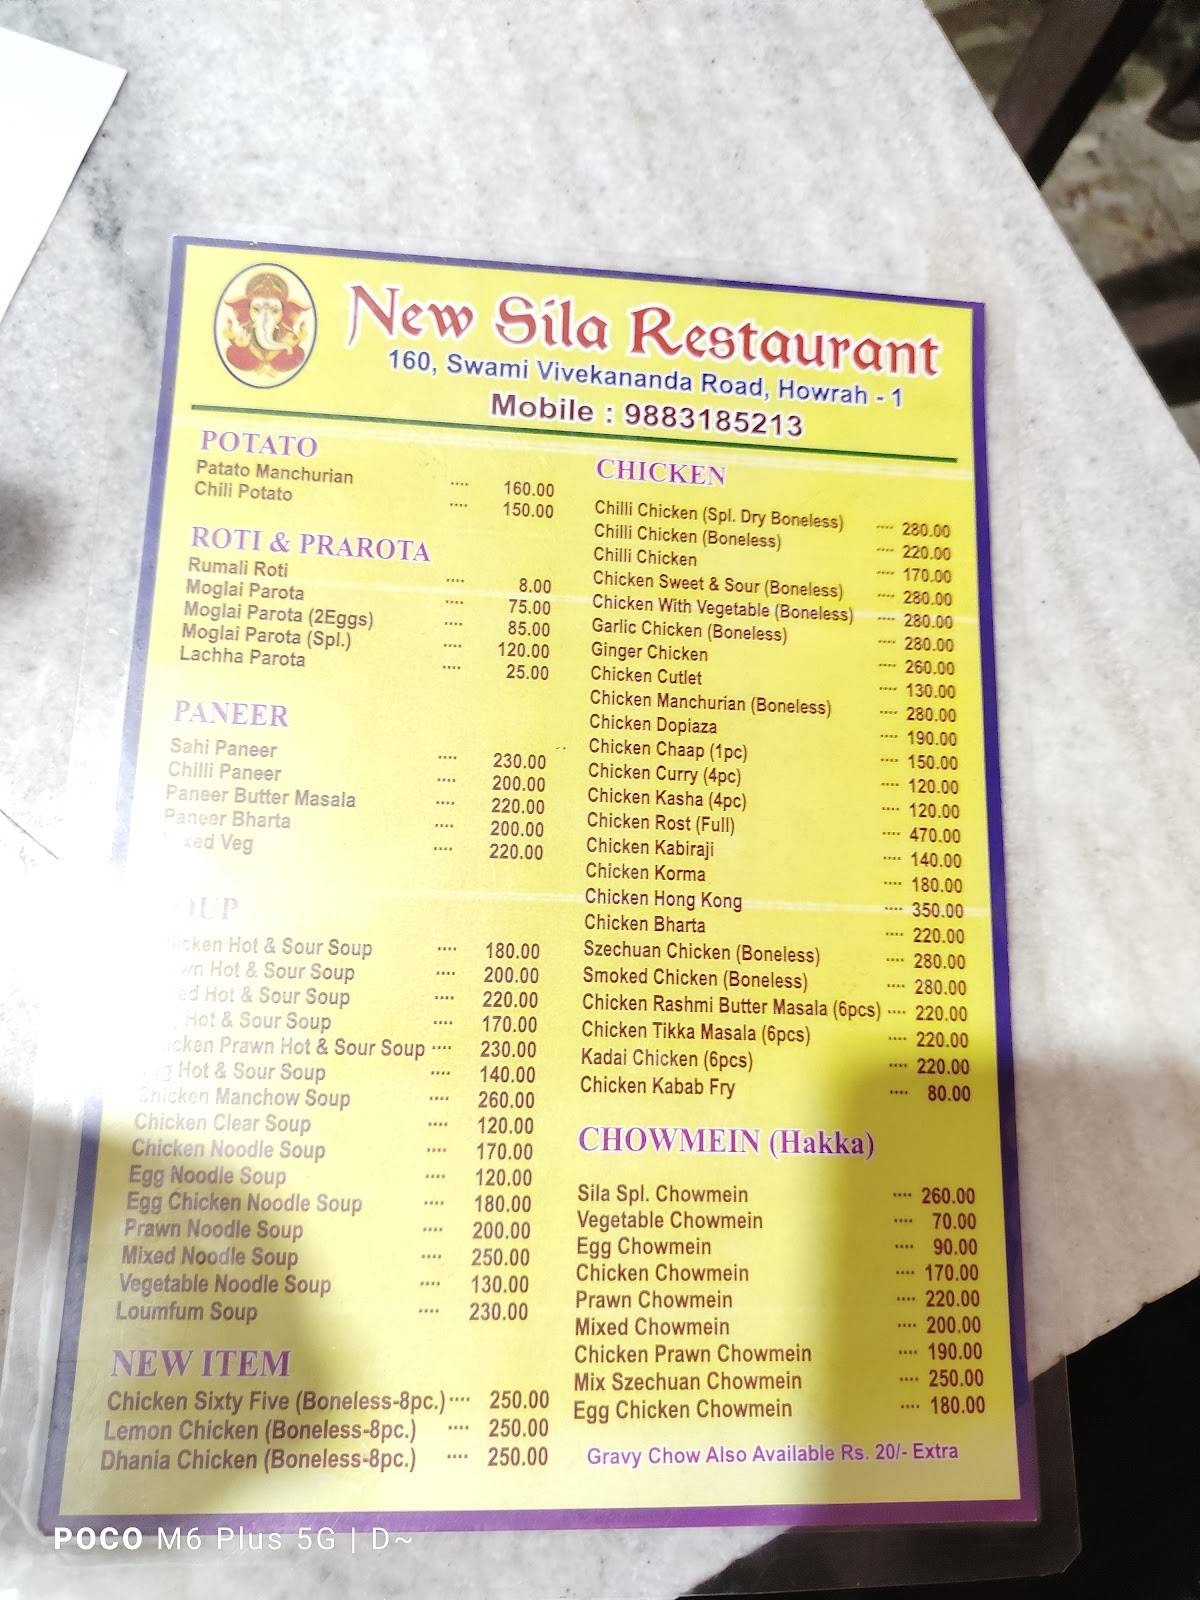 New Sila Restaurant
160, Swami Vivekananda Road, Howrah - 1
Mobile : 9883185213
POTATO
Patato Manchurian .... 160.00
Chili Potato .... 150.00
ROTI & PRAROTA
Rumali Roti .... 8.00
Moglai Parota .... 75.00
Moglai Parota (2Eggs) .... 85.00
Moglai Parota (Spl.) .... 120.00
Lachha Parota .... 25.00
PANEER
Sahi Paneer .... 230.00
Chilli Paneer .... 200.00
Paneer Butter Masala .... 220.00
Paneer Bharta .... 200.00
Veg .... 220.00
Hot & Sour Soup .... 180.00
Hot & Sour Soup .... 200.00
Hot & Sour Soup .... 220.00
Hot & Sour Soup .... 170.00
Prawn Hot & Sour Soup .... 230.00
Hot & Sour Soup .... 140.00
Chicken Manchow Soup .... 260.00
Chicken Clear Soup .... 120.00
Chicken Noodle Soup .... 170.00
Egg Noodle Soup .... 120.00
Egg Chicken Noodle Soup .... 180.00
Prawn Noodle Soup .... 200.00
Mixed Noodle Soup .... 250.00
Vegetable Noodle Soup .... 130.00
Loumfum Soup .... 230.00
NEW ITEM
Chicken Sixty Five (Boneless-8pc.) .... 250.00
Lemon Chicken (Boneless-8pc.) .... 250.00
Dhania Chicken (Boneless-8pc.) .... 250.00
CHICKEN
Chilli Chicken (Spl. Dry Boneless) .... 280.00
Chilli Chicken (Boneless) .... 220.00
Chilli Chicken .... 170.00
Chicken Sweet & Sour (Boneless) .... 280.00
Chicken With Vegetable (Boneless) .... 280.00
Garlic Chicken (Boneless) .... 280.00
Ginger Chicken .... 260.00
Chicken Cutlet .... 130.00
Chicken Manchurian (Boneless) .... 280.00
Chicken Dopiaza .... 190.00
Chicken Chaap (1pc) .... 150.00
Chicken Curry (4pc) .... 120.00
Chicken Kasha (4pc) .... 120.00
Chicken Rost (Full) .... 470.00
Chicken Kabiraji .... 140.00
Chicken Korma .... 180.00
Chicken Hong Kong .... 350.00
Chicken Bharta .... 220.00
Szechuan Chicken (Boneless) .... 280.00
Smoked Chicken (Boneless) .... 280.00
Chicken Rashmi Butter Masala (6pcs) .... 220.00
Chicken Tikka Masala (6pcs) .... 220.00
Kadai Chicken (6pcs) .... 220.00
Chicken Kabab Fry .... 80.00
CHOWMEIN (Hakka)
Sila Spl. Chowmein .... 260.00
Vegetable Chowmein .... 70.00
Egg Chowmein .... 90.00
Chicken Chowmein .... 170.00
Prawn Chowmein .... 220.00
Mixed Chowmein .... 200.00
Chicken Prawn Chowmein .... 190.00
Mix Szechuan Chowmein .... 250.00
Egg Chicken Chowmein .... 180.00
Gravy Chow Also Available Rs. 20/- Extra
POCO M6 Plus 5G | D~